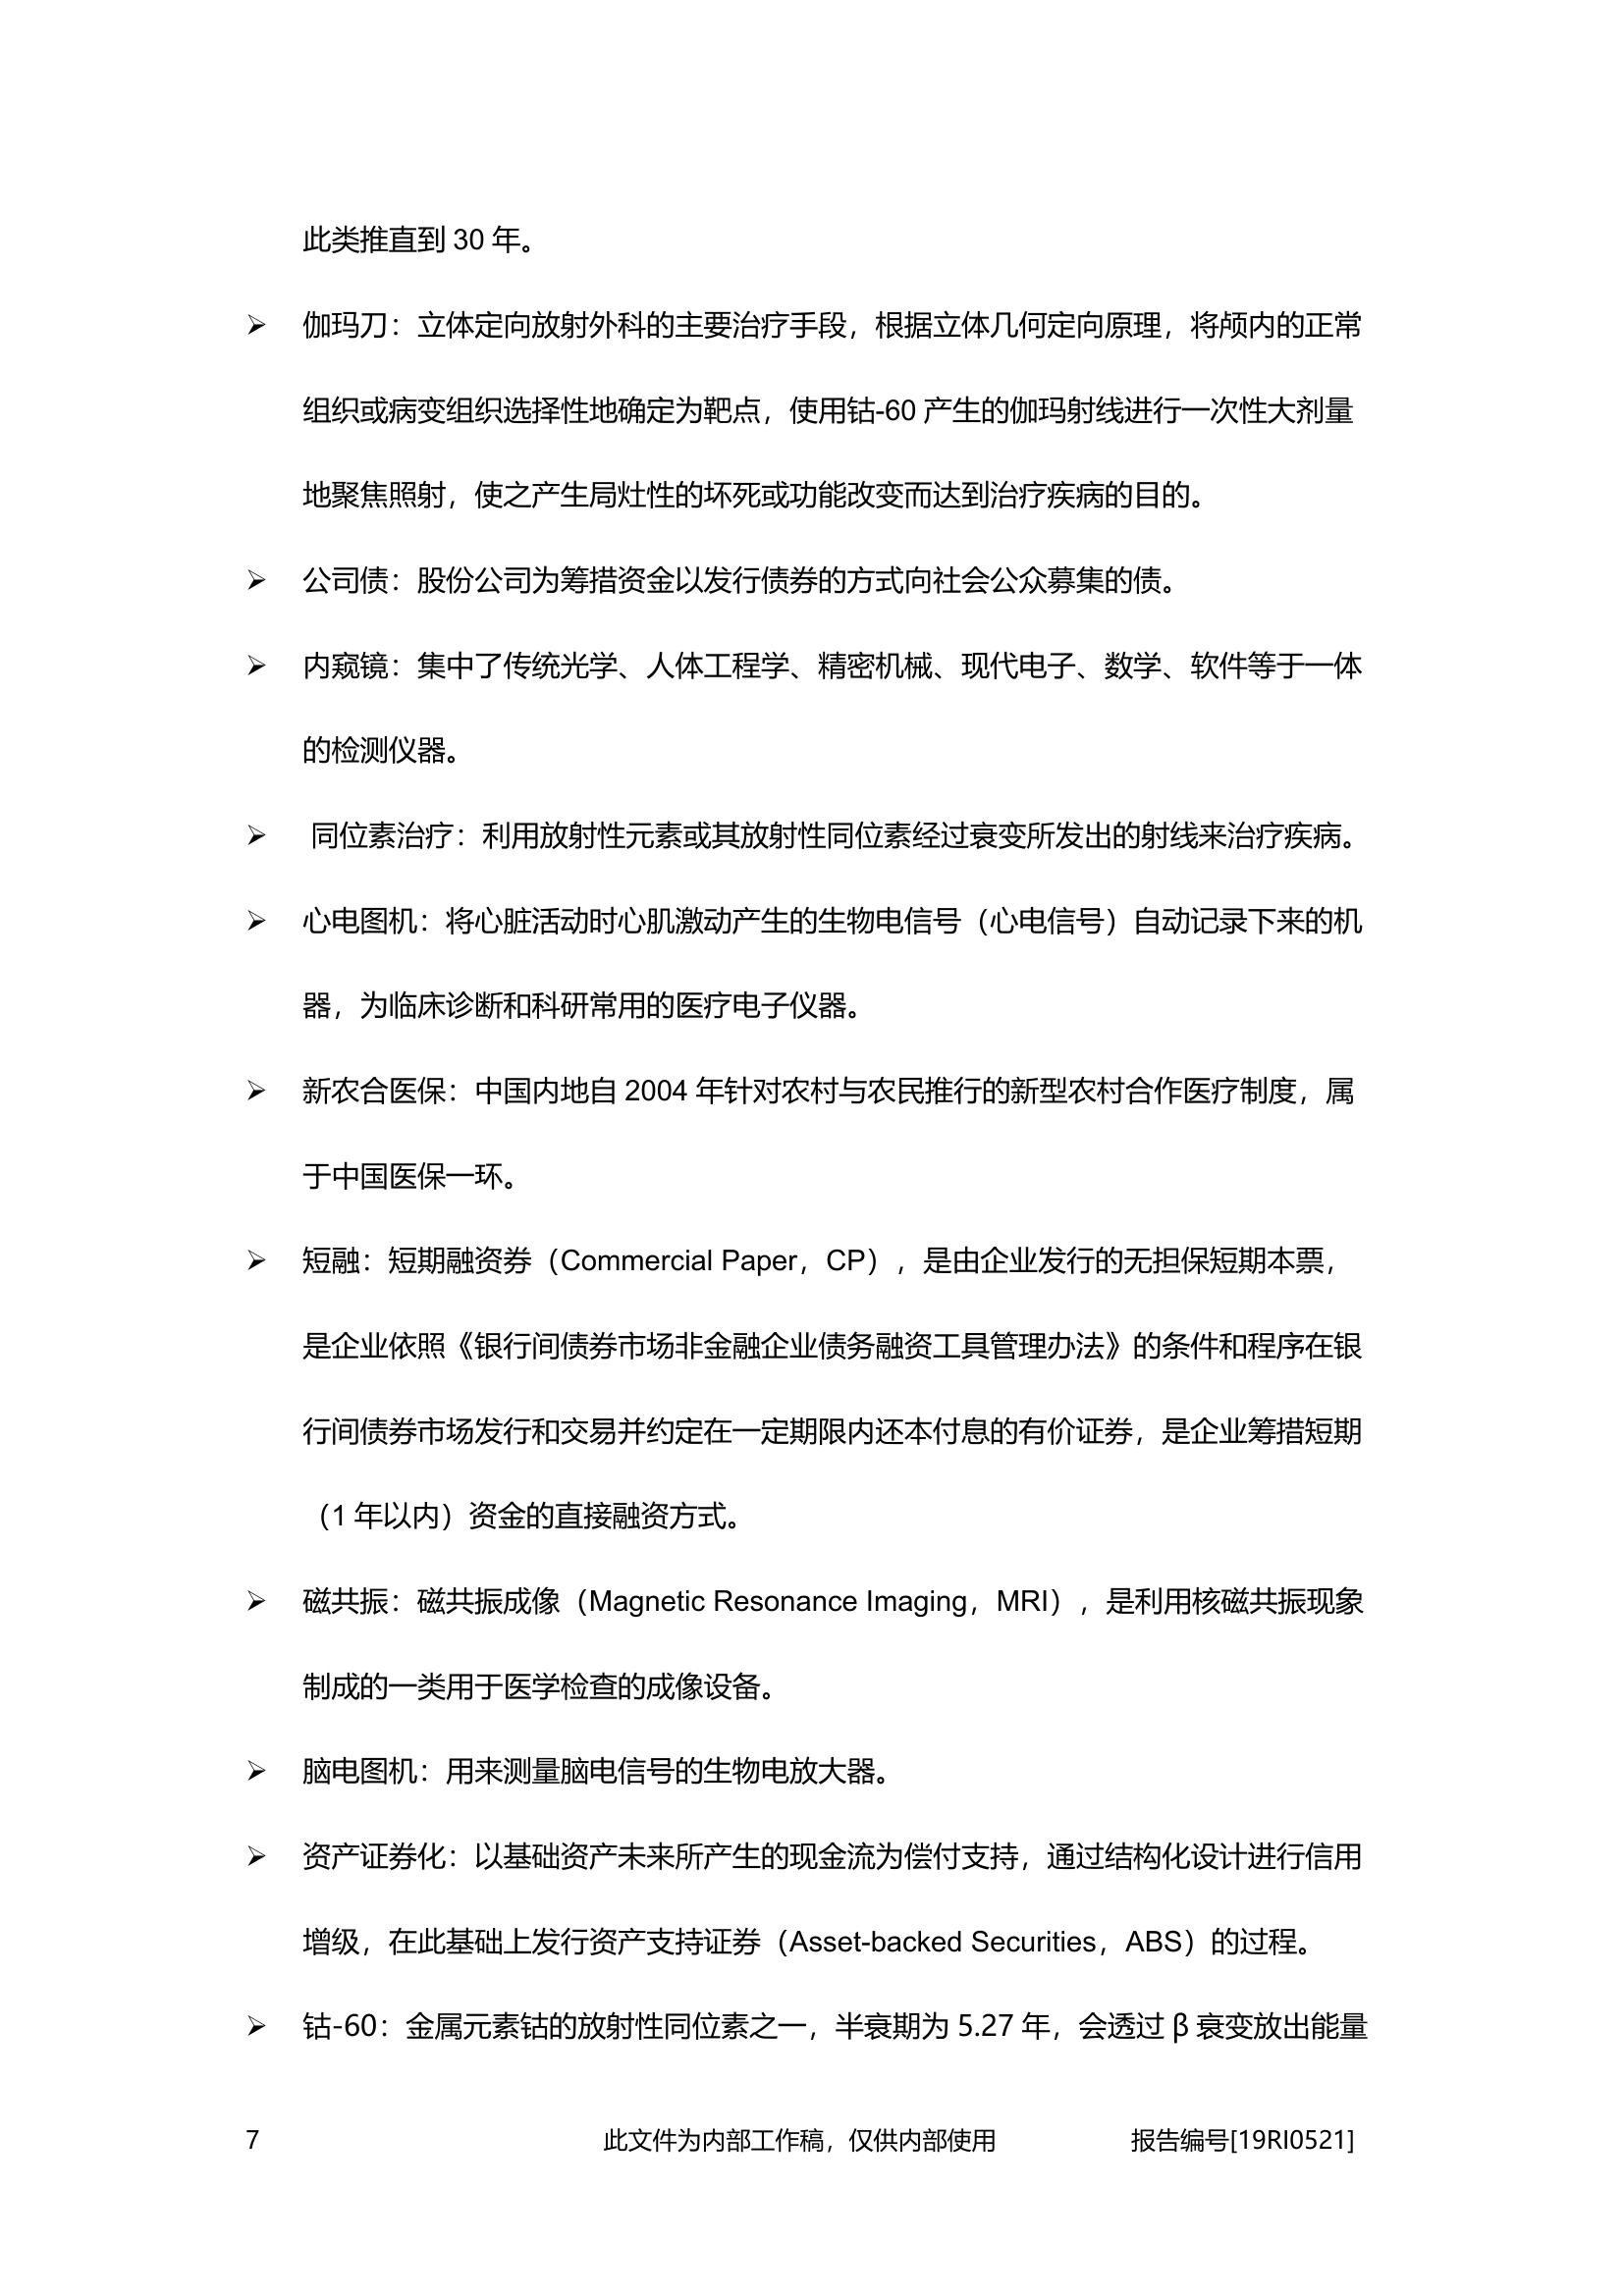 此类推直到 30 年。
➢ 伽玛刀：立体定向放射外科的主要治疗手段，根据立体几何定向原理，将颅内的正常
组织或病变组织选择性地确定为靶点，使用钴-60 产生的伽玛射线进行一次性大剂量
地聚焦照射，使之产生局灶性的坏死或功能改变而达到治疗疾病的目的。
➢ 公司债：股份公司为筹措资金以发行债券的方式向社会公众募集的债。
➢ 内窥镜：集中了传统光学、人体工程学、精密机械、现代电子、数学、软件等于一体
的检测仪器。
➢ 同位素治疗：利用放射性元素或其放射性同位素经过衰变所发出的射线来治疗疾病。
➢ 心电图机：将心脏活动时心肌激动产生的生物电信号（心电信号）自动记录下来的机
器，为临床诊断和科研常用的医疗电子仪器。
➢ 新农合医保：中国内地自 2004 年针对农村与农民推行的新型农村合作医疗制度，属
于中国医保一环。
➢ 短融：短期融资券（Commercial Paper，CP），是由企业发行的无担保短期本票，
是企业依照《银行间债券市场非金融企业债务融资工具管理办法》的条件和程序在银
行间债券市场发行和交易并约定在一定期限内还本付息的有价证券，是企业筹措短期
（1 年以内）资金的直接融资方式。
➢ 磁共振：磁共振成像（Magnetic Resonance Imaging，MRI），是利用核磁共振现象
制成的一类用于医学检查的成像设备。
➢ 脑电图机：用来测量脑电信号的生物电放大器。
➢ 资产证券化：以基础资产未来所产生的现金流为偿付支持，通过结构化设计进行信用
增级，在此基础上发行资产支持证券（Asset-backed Securities，ABS）的过程。
➢ 钴-60：金属元素钴的放射性同位素之一，半衰期为 5.27 年，会透过 β 衰变放出能量
7 此文件为内部工作稿，仅供内部使用 报告编号[19RI0521]